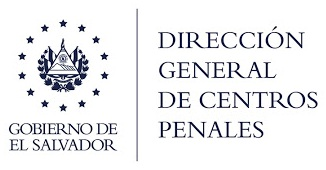 GOBIERNO DE
EL SALVADOR
DIRECCIÓN
GENERAL
DE CENTROS
PENALES